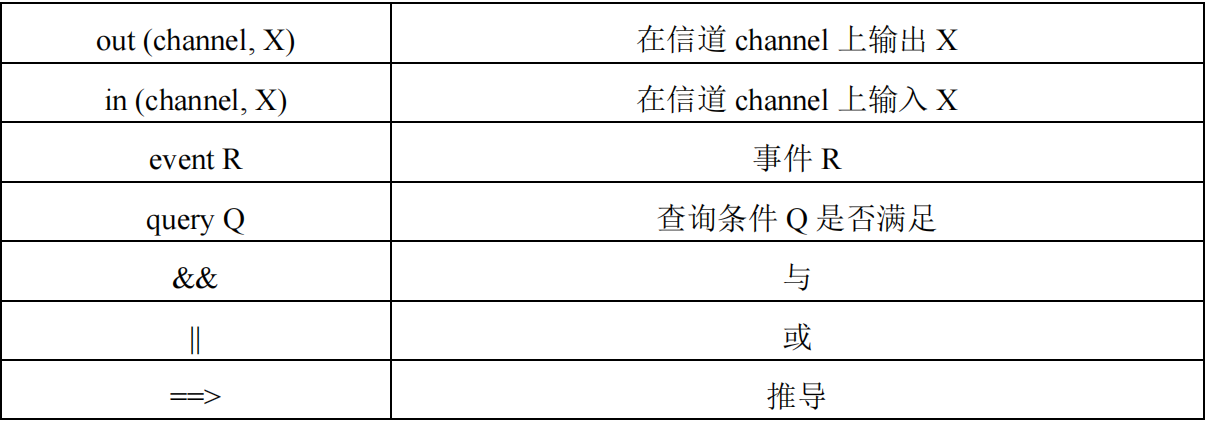 out (channel, X) 在信道 channel 上输出 X
in (channel, X) 在信道 channel 上输入 X
event R 事件 R
query Q 查询条件 Q 是否满足
&& 与
|| 或
==> 推导